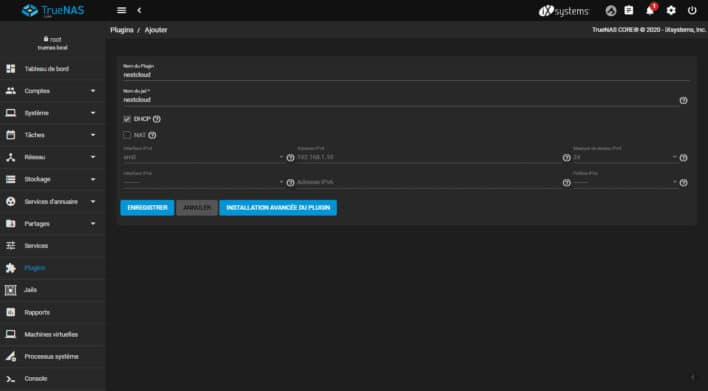 TrueNAS
CORE
iXsystems
1
root
truenas.local
Plugins / Ajouter
TrueNAS CORE® © 2020 - iXsystems, Inc.
Tableau de bord
Comptes
Système
Tâches
Réseau
Stockage
Services d'annuaire
Partages
Services
Plugins
Jails
Rapports
Machines virtuelles
Processus système
Console
Nom du Plugin
nextcloud
Nom du jail *
nextcloud
DHCP
NAT
Interface IPv4
Adresse IPv4
Masque de réseau IPv4
em0
192.168.1.10
24
Interface IPv6
Préfixe IPv6
------
Adresse IPv6
------
ENREGISTRER
ANNULER
INSTALLATION AVANCÉE DU PLUGIN